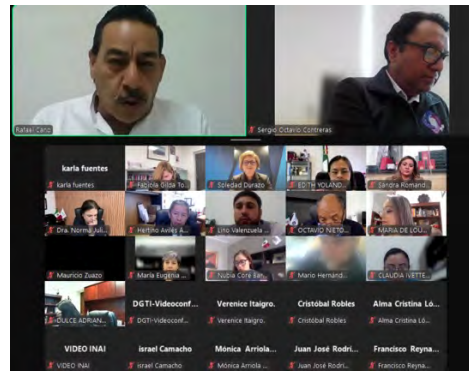 Rafael Cano
Sergio Octavio Contreras
karla fuentes
karla fuentes
Fabiola Gilda To...
Soledad Durazo
EDITH YOLAND...
Sandra Romand...
Dra. Norma Juli...
Hertino Avilés A...
Lino Valenzuela
OCTAVIO NIETO...
MARIA DE LOU...
Mauricio Zuazo
María Eugenia
Nubia Coré Bar...
Mario Hernánd...
CLAUDIA IVETTE...
DULCE ADRIAN...
DGTI-Videoconf...
DGTI-Videoconf...
Verenice Itaigro.
Verenice Itaigro.
Cristóbal Robles
Cristóbal Robles
Alma Cristina Ló...
Alma Cristina Ló...
VIDEO INAI
VIDEO INAI
israel Camacho
israel Camacho
Mónica Arriola...
Mónica Arriola ...
Juan José Rodri...
Juan José Rodri...
Francisco Reyna...
Francisco Reyna...